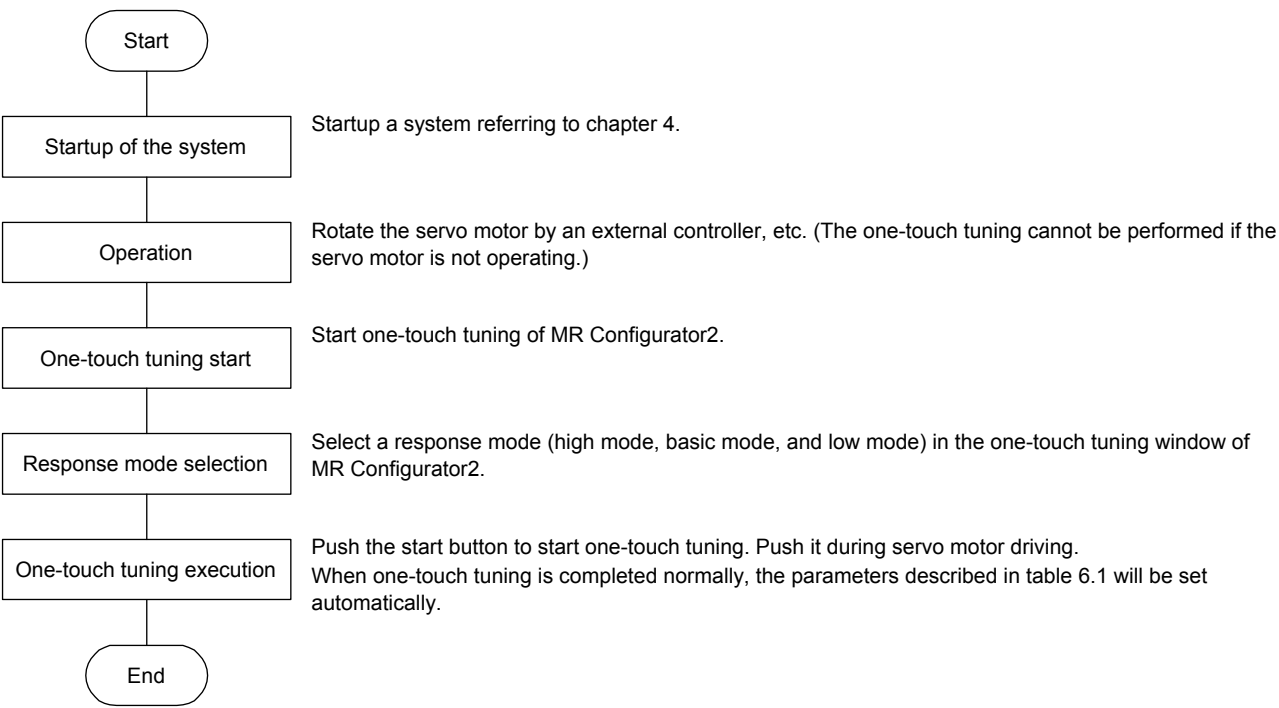 Start
Startup of the system
Startup a system referring to chapter 4.
Operation
Rotate the servo motor by an external controller, etc. (The one-touch tuning cannot be performed if the
servo motor is not operating.)
One-touch tuning start
Start one-touch tuning of MR Configurator2.
Response mode selection
Select a response mode (high mode, basic mode, and low mode) in the one-touch tuning window of
MR Configurator2.
One-touch tuning execution
Push the start button to start one-touch tuning. Push it during servo motor driving.
When one-touch tuning is completed normally, the parameters described in table 6.1 will be set
automatically.
End